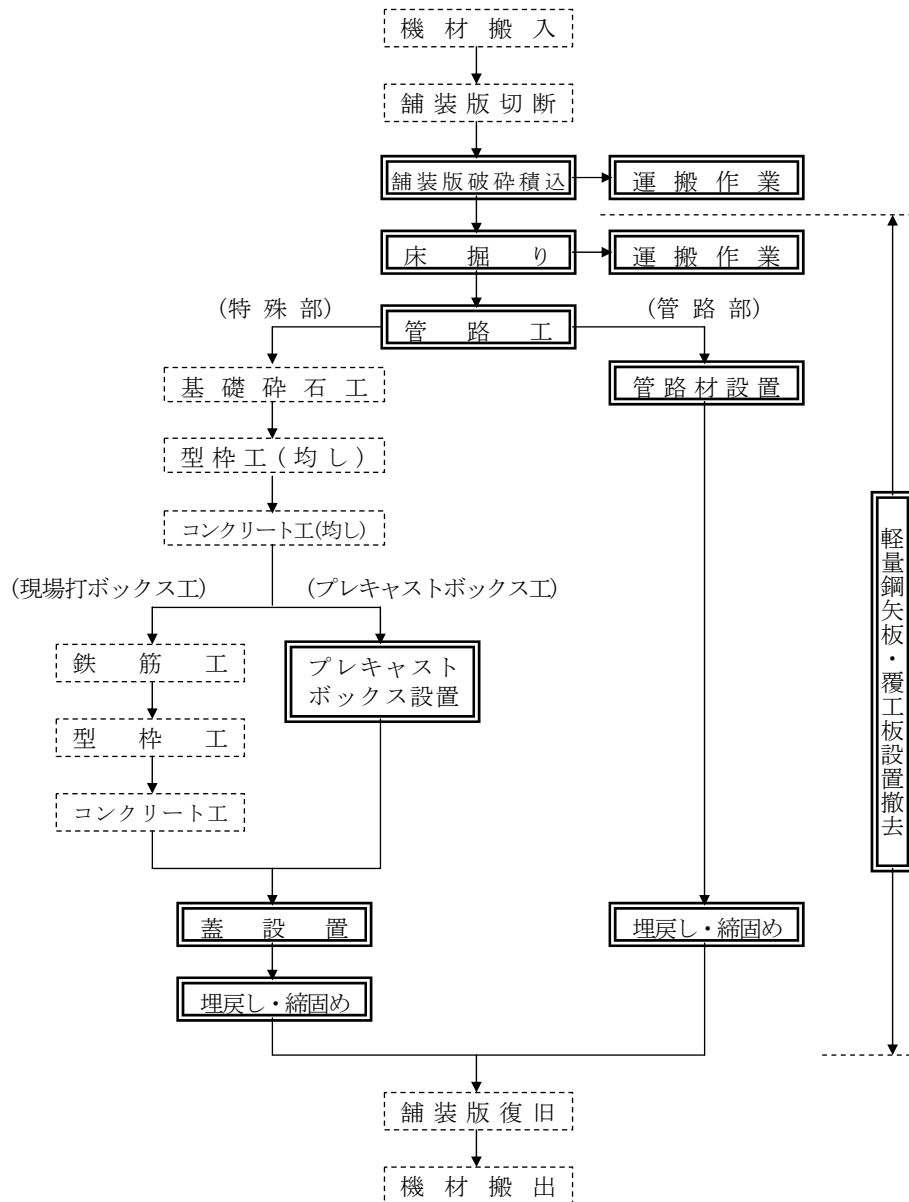 機材搬入
舗装版切断
舗装版破砕積込
運搬作業
床掘り
運搬作業
(特殊部)
(管路部)
管路工
基礎砕石工
管路材設置
型枠工(均し)
コンクリート工(均し)
(現場打ボックス工)
(プレキャストボックス工)
鉄筋工
プレキャスト
ボックス設置
型枠工
コンクリート工
軽量鋼矢板・覆工板設置撤去
蓋設置
埋戻し・締固め
埋戻し・締固め
舗装版復旧
機材搬出